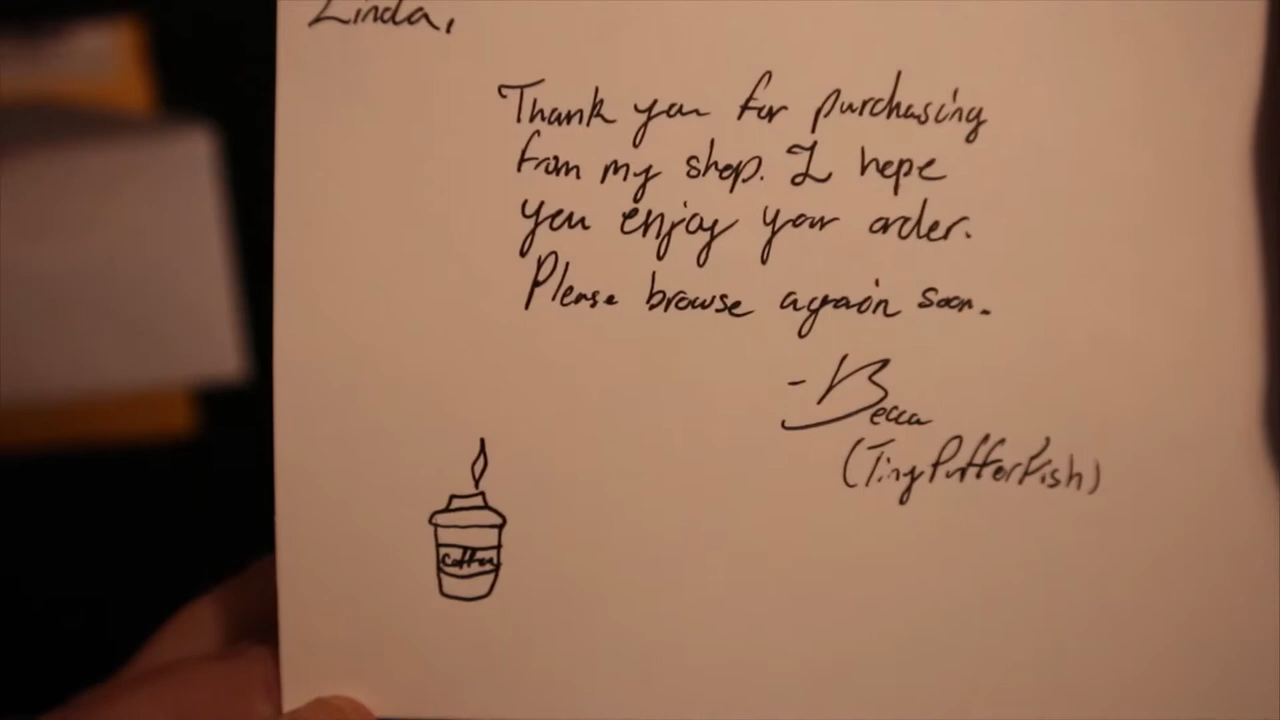 Linda,
Thank you for purchasing
from my shop. I hope
you enjoy your order.
Please browse again soon.
-Becca
(TinyPufferFish)
coffee